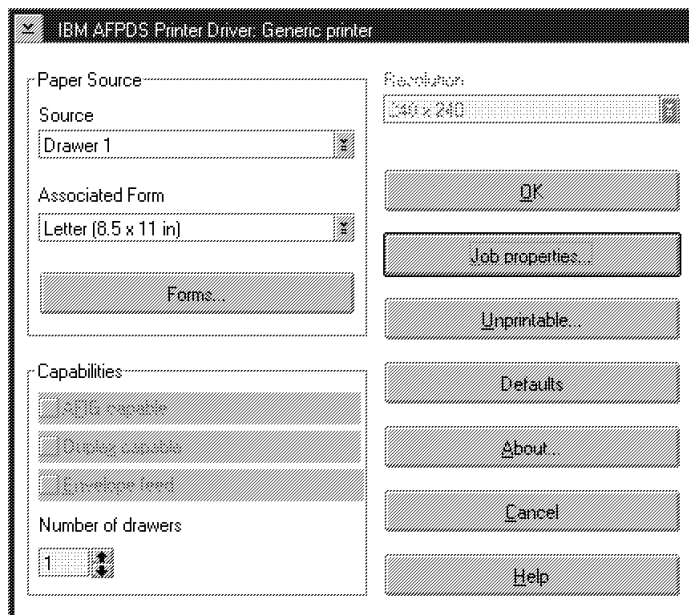 IBM AFPDS Printer Driver: Generic printer
Paper Source
Source
Drawer 1
Associated Form
Letter (8.5 x 11 in)
Forms...
Capabilities
AFIG capable
Duplex capable
Envelope feed
Number of drawers
1
Resolution
240 x 240
OK
Job properties...
Unprintable...
Defaults
About...
Cancel
Help